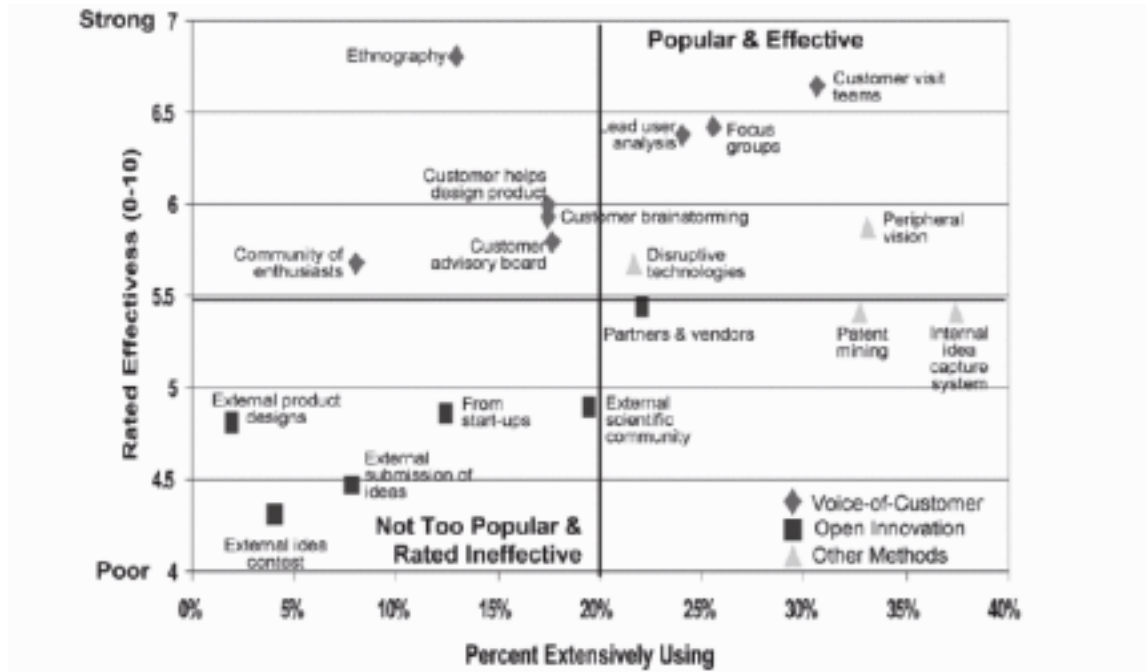 Strong 7
Ethnography
Popular & Effective
Customer visit
teams
6.5
Lead user
analysis
Focus
groups
Customer helps
design product
6
Customer brainstorming
Peripheral
vision
Customer
advisory board
Community of
enthusiasts
Disruptive
technologies
5.5
Partners & vendors
Patent
mining
Internal
idea
capture
system
5
External product
designs
From
start-ups
External
scientific
community
External
submission of
ideas
4.5
External idea
contest
Not Too Popular &
Rated Ineffective
Voice-of-Customer
Open Innovation
Other Methods
Poor 4
0% 5% 10% 15% 20% 25% 30% 35% 40%
Percent Extensively Using
Rated Effectiveness (0-10)